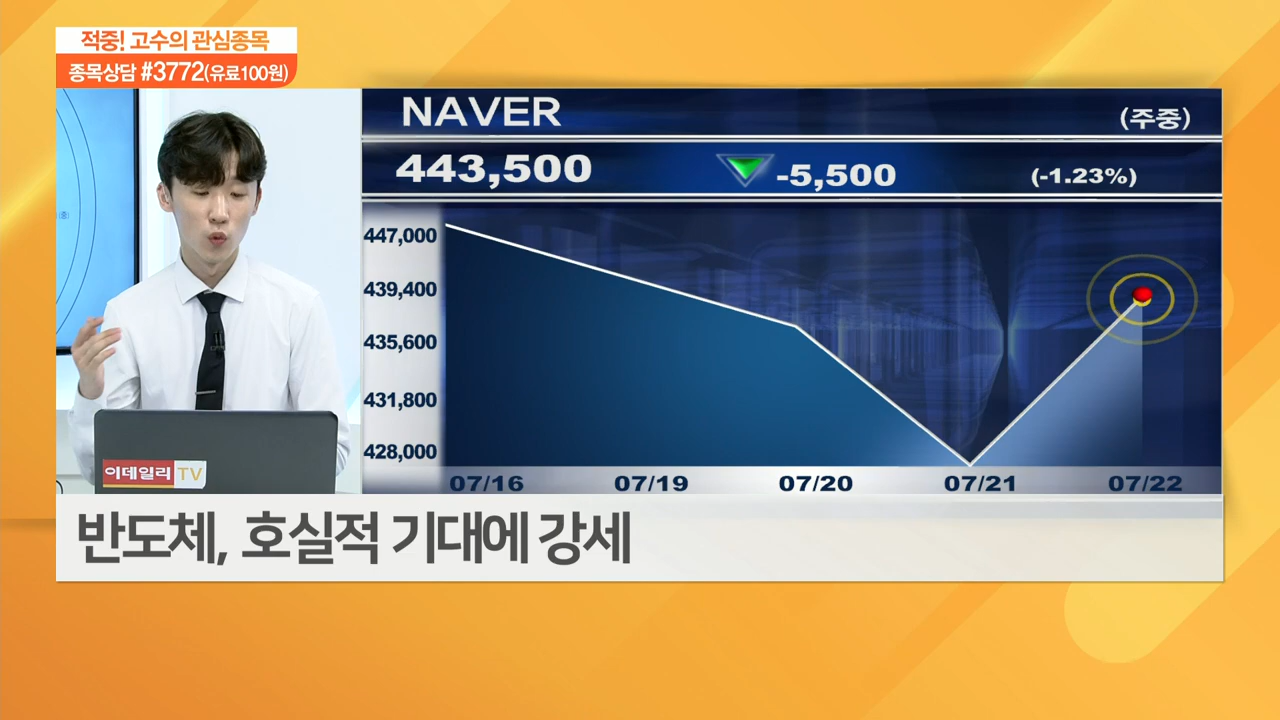 적중! 고수의 관심종목
종목상담 #3772(유료100원)
NAVER
(주중)
443,500
-5,500
(-1.23%)
447,000
439,400
435,600
431,800
428,000
07/16 07/19 07/20 07/21 07/22
이데일리 TV
반도체, 호실적 기대에 강세